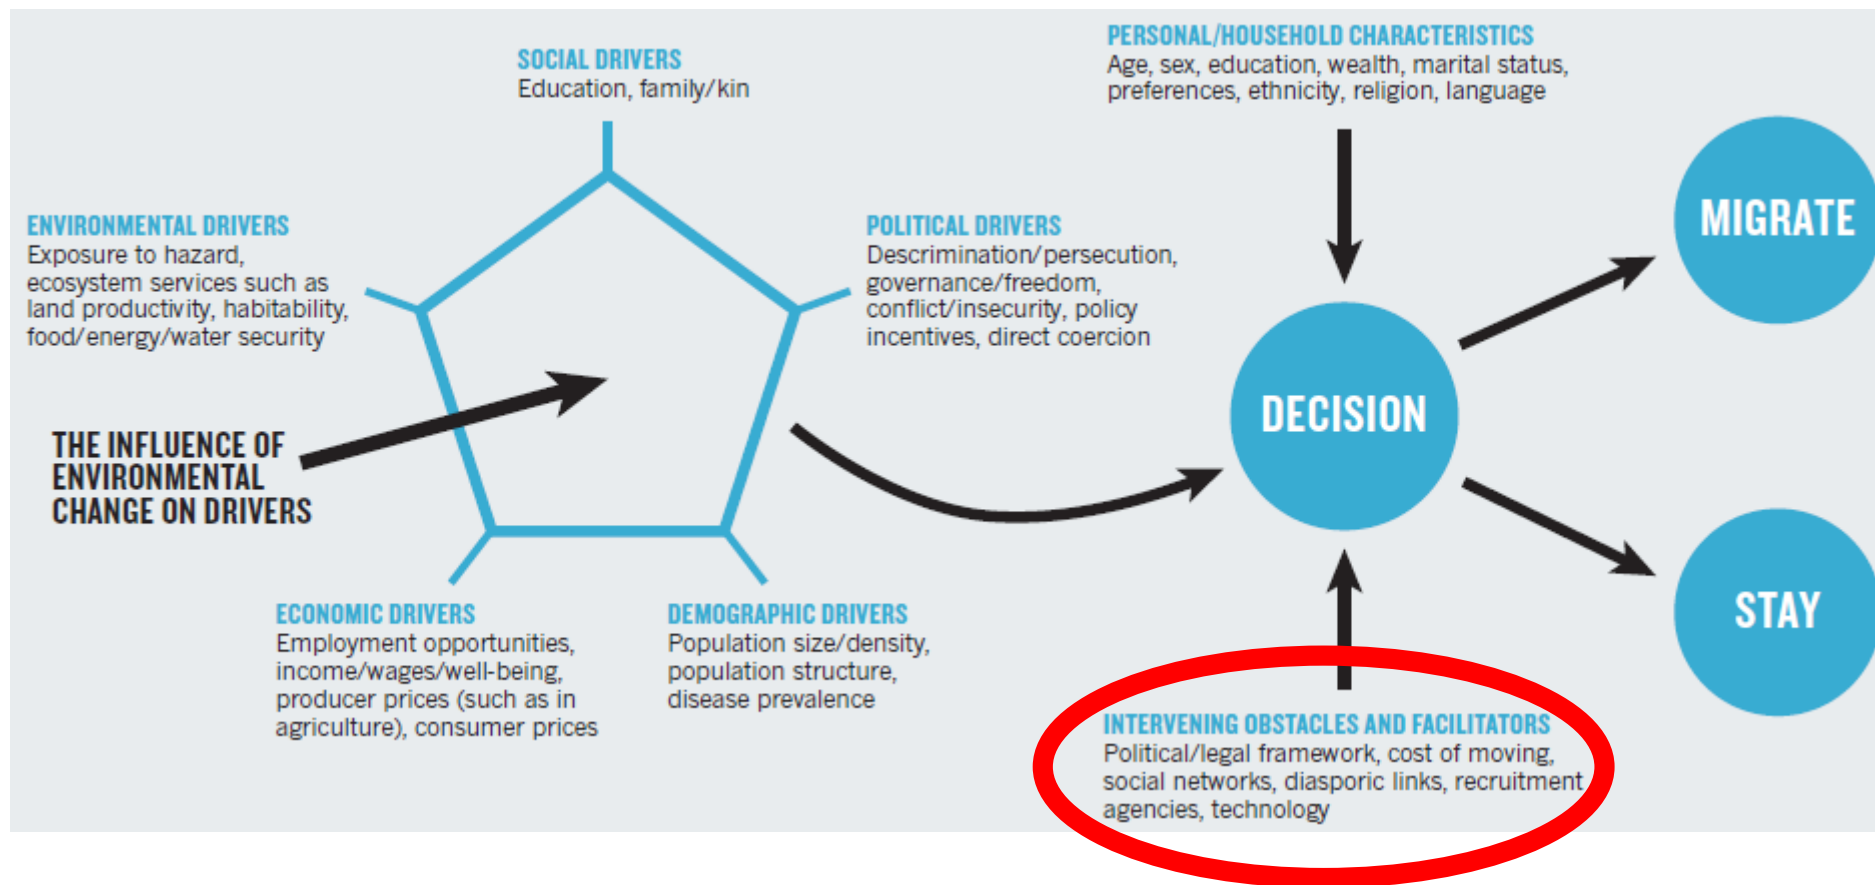 SOCIAL DRIVERS
Education, family/kin
ENVIRONMENTAL DRIVERS
Exposure to hazard,
ecosystem services such as
land productivity, habitability,
food/energy/water security
POLITICAL DRIVERS
Descrimination/persecution,
governance/freedom,
conflict/insecurity, policy
incentives, direct coercion
THE INFLUENCE OF
ENVIRONMENTAL
CHANGE ON DRIVERS
ECONOMIC DRIVERS
Employment opportunities,
income/wages/well-being,
producer prices (such as in
agriculture), consumer prices
DEMOGRAPHIC DRIVERS
Population size/density,
population structure,
disease prevalence
PERSONAL/HOUSEHOLD CHARACTERISTICS
Age, sex, education, wealth, marital status,
preferences, ethnicity, religion, language
DECISION
MIGRATE
STAY
INTERVENING OBSTACLES AND FACILITATORS
Political/legal framework, cost of moving,
social networks, diasporic links, recruitment
agencies, technology